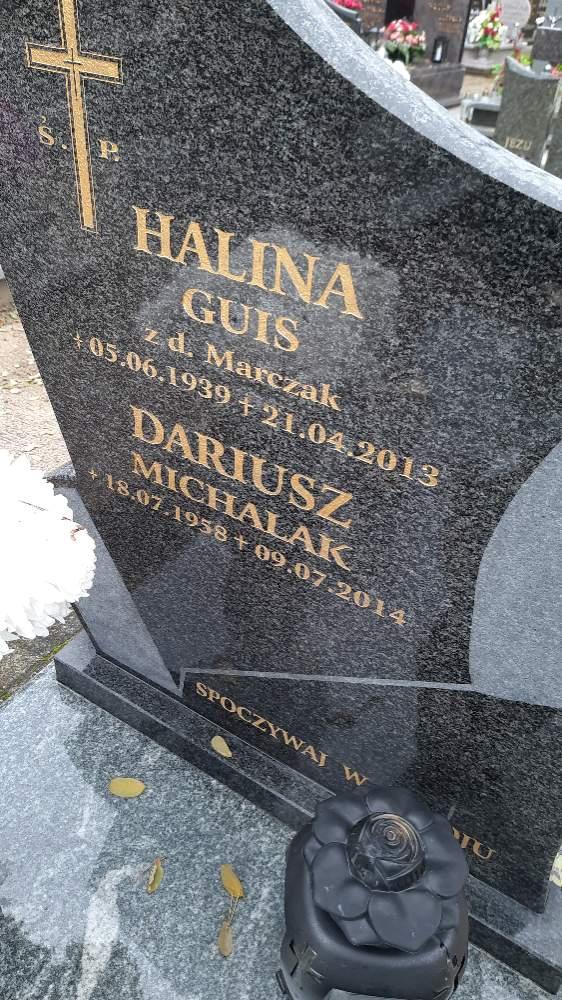 Ś. P.
HALINA
GUIS
z d. Marczak
+ 05.06.1939 + 21.04.2013
DARIUSZ
MICHALAK
+ 18.07.1958 + 09.07.2014
SPOCZYWAJ W
JEZU